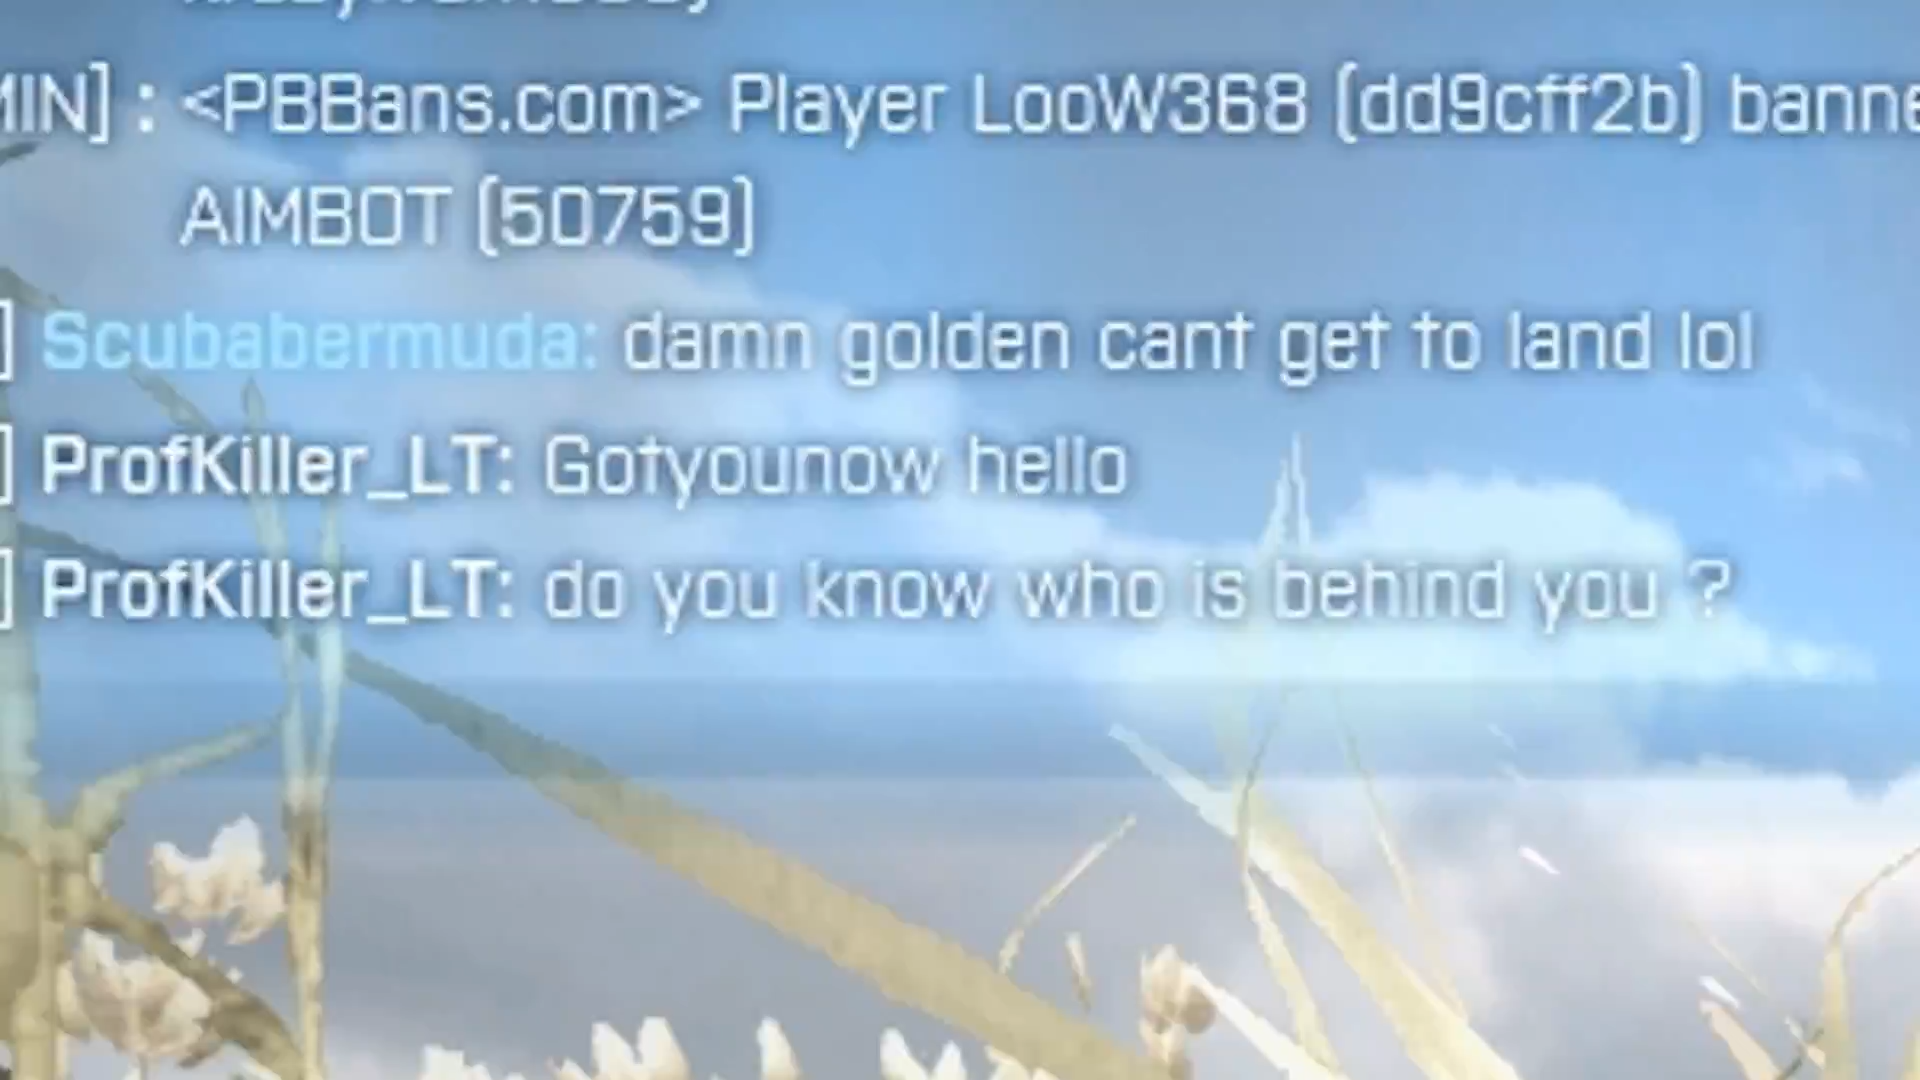 MIN] : <PBBans.com> Player LooW368 (dd9cff2b) banne
AIMBOT [50759]
] Scubabermuda: damn golden cant get to land lol
] ProfKiller_LT: Gotyounow hello
] ProfKiller_LT: do you know who is behind you ?